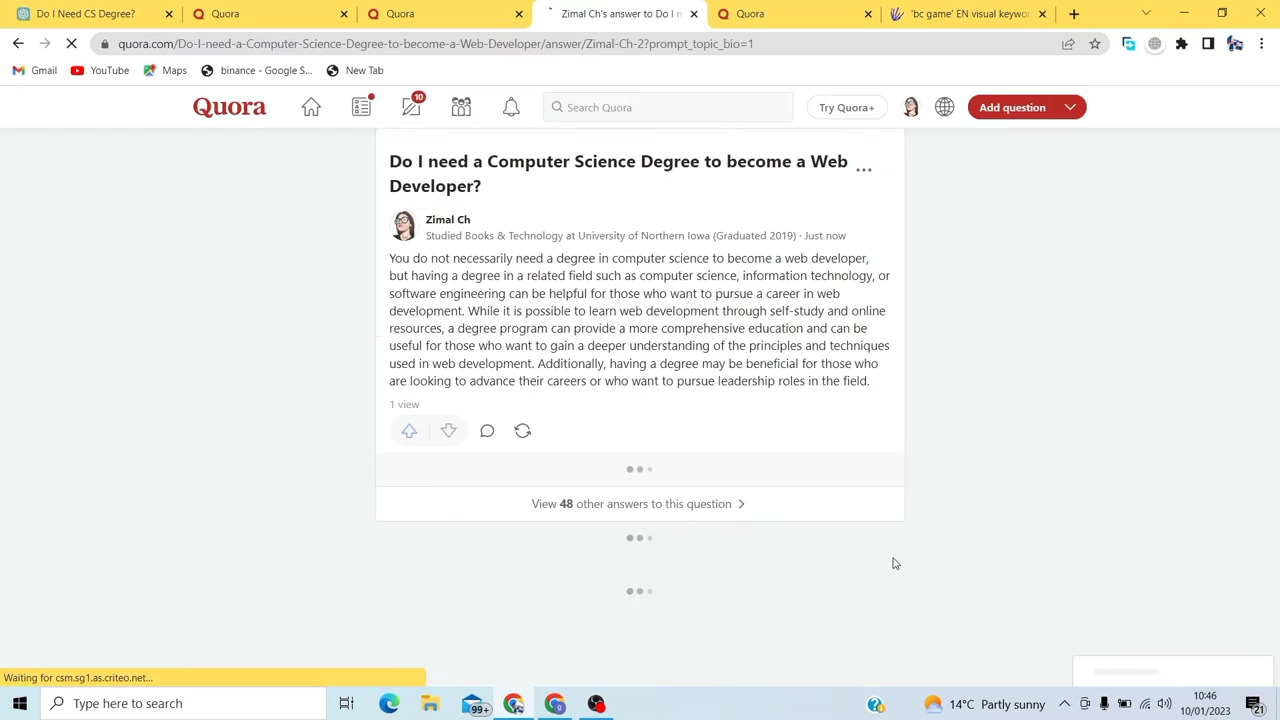 Do I Need CS Degree?
Quora
Quora
Zimal Ch's answer to Do I n
Quora
'bc game' EN visual keywor
quora.com/Do-I-need-a-Computer-Science-Degree-to-become-a-Web-Developer/answer/Zimal-Ch-2?prompt_topic_bio=1
Gmail
YouTube
Maps
binance - Google S...
New Tab
Quora
10
Search Quora
Try Quora+
Add question
Do I need a Computer Science Degree to become a Web
Developer?
Zimal Ch
Studied Books & Technology at University of Northern Iowa (Graduated 2019) · Just now
You do not necessarily need a degree in computer science to become a web developer,
but having a degree in a related field such as computer science, information technology, or
software engineering can be helpful for those who want to pursue a career in web
development. While it is possible to learn web development through self-study and online
resources, a degree program can provide a more comprehensive education and can be
useful for those who want to gain a deeper understanding of the principles and techniques
used in web development. Additionally, having a degree may be beneficial for those who
are looking to advance their careers or who want to pursue leadership roles in the field.
1 view
View 48 other answers to this question
Waiting for csm.sg1.as.criteo.net...
Type here to search
99+
14°C Partly sunny
10:46
10/01/2023
21